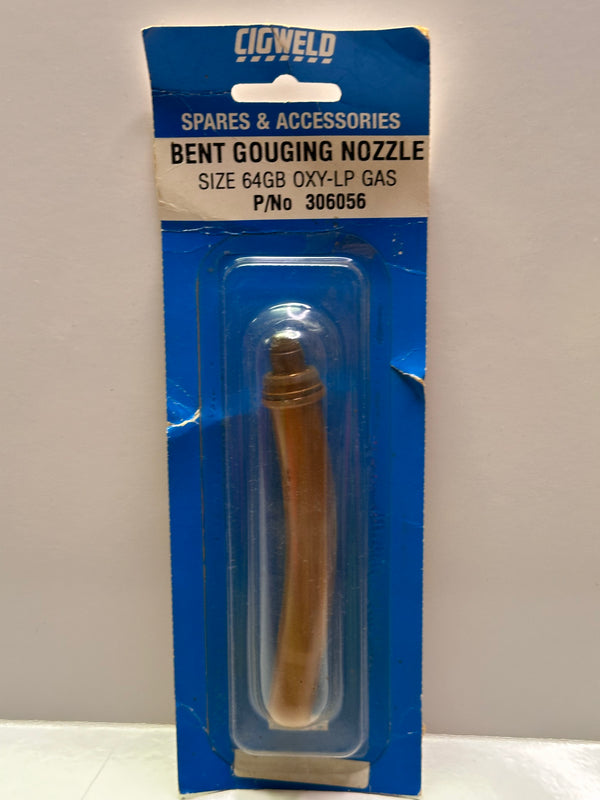 CIGWELD
SPARES & ACCESSORIES
BENT GOUGING NOZZLE
SIZE 64GB OXY-LP GAS
P/No 306056